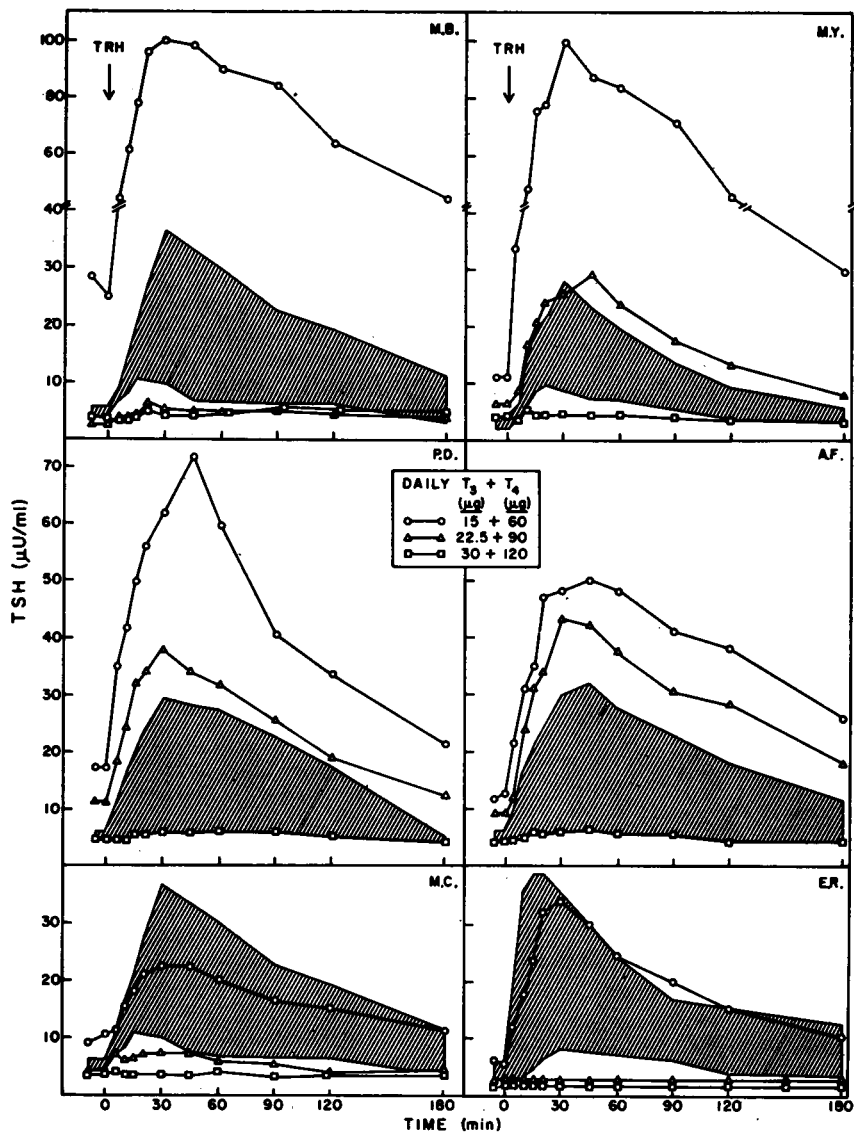 M.B.
M.Y.
TRH
TRH
100
80
60
40
30
20
10
P.D.
A.F.
70
60
50
40
30
20
10
DAILY T3 + T4
(µg) (µg)
15 + 60
22.5 + 90
30 + 120
TSH (µU/ml)
M.C.
E.R.
30
20
10
0 30 60 90 120 180
0 30 60 90 120 180
TIME (min)